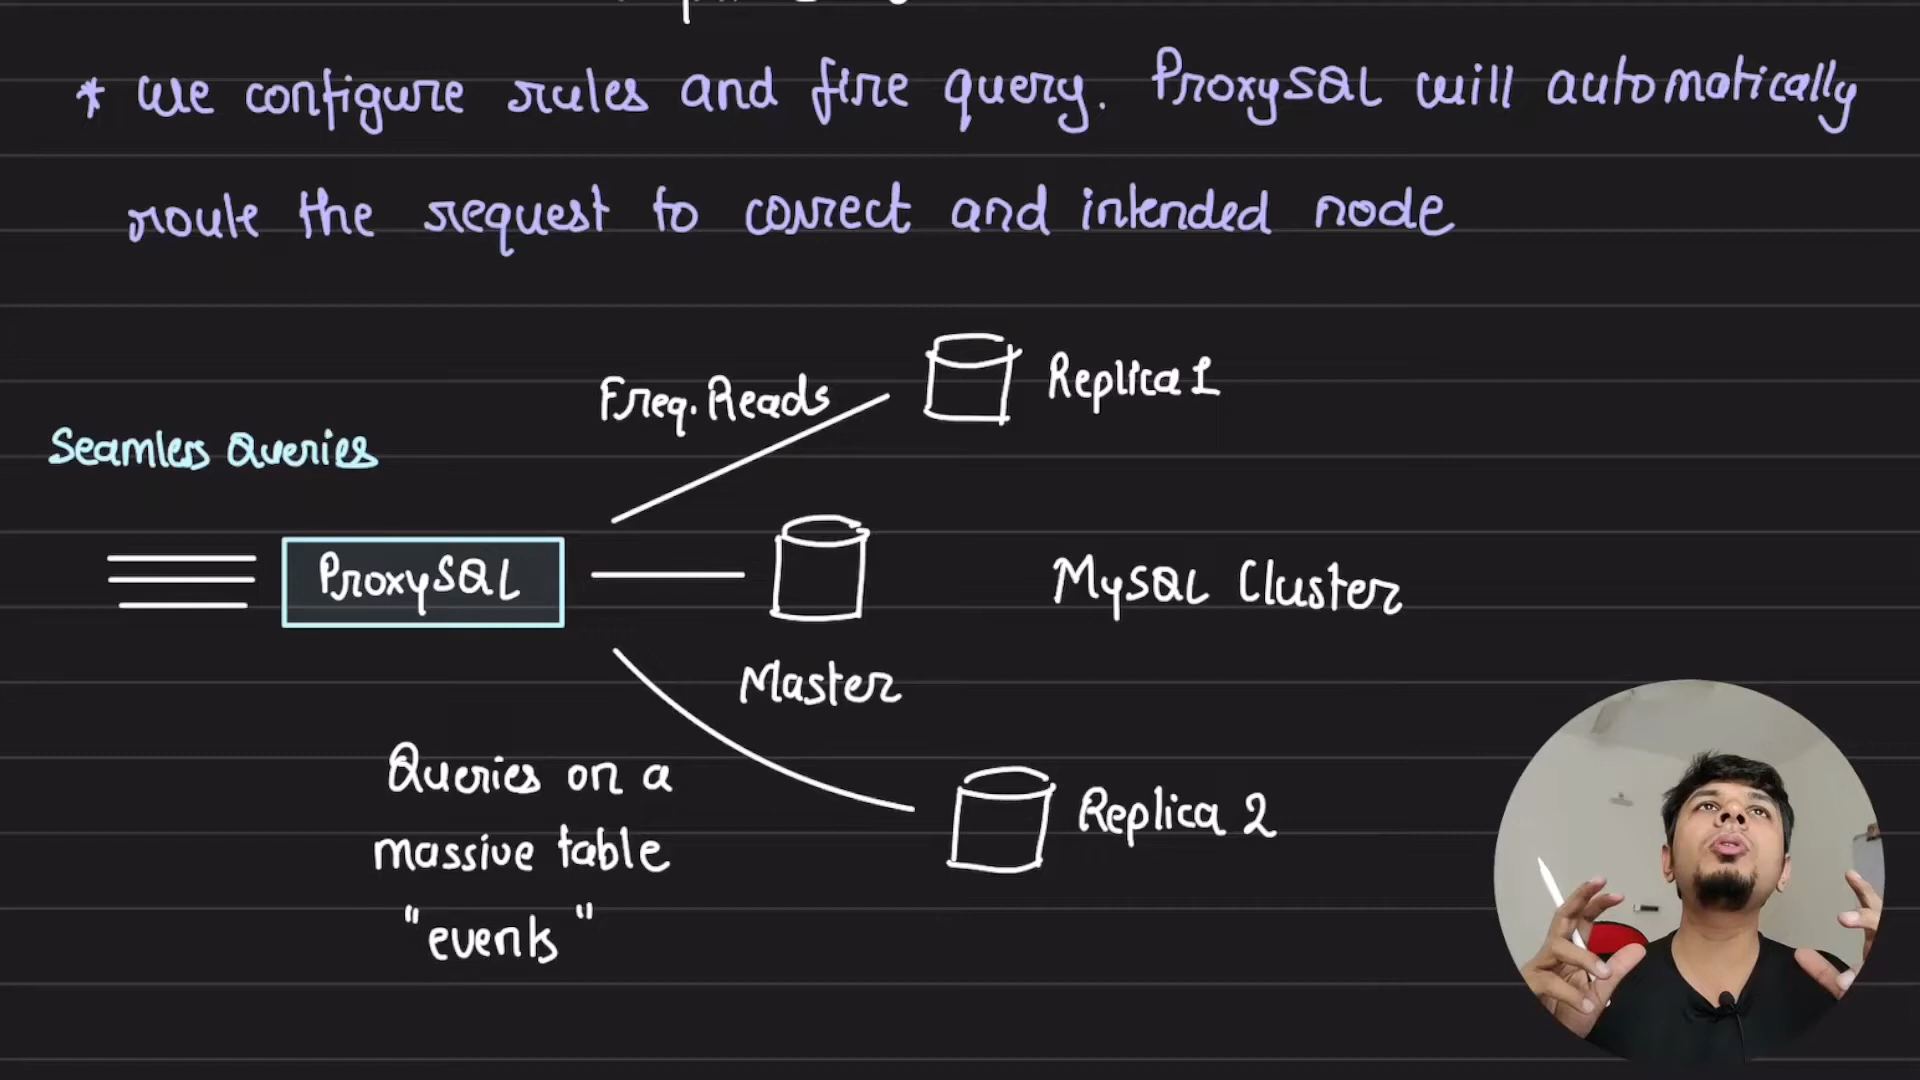 * We configure rules and fire query. ProxySQL will automatically
route the request to correct and intended node
Freq. Reads
Replica 1
Seamless Queries
ProxySQL
MySQL Cluster
Master
Queries on a
massive table
"events"
Replica 2